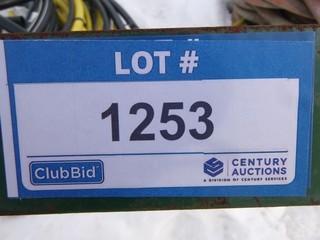 LOT #
1253
ClubBid
CENTURY
AUCTIONS
A DIVISION OF CENTURY SERVICES